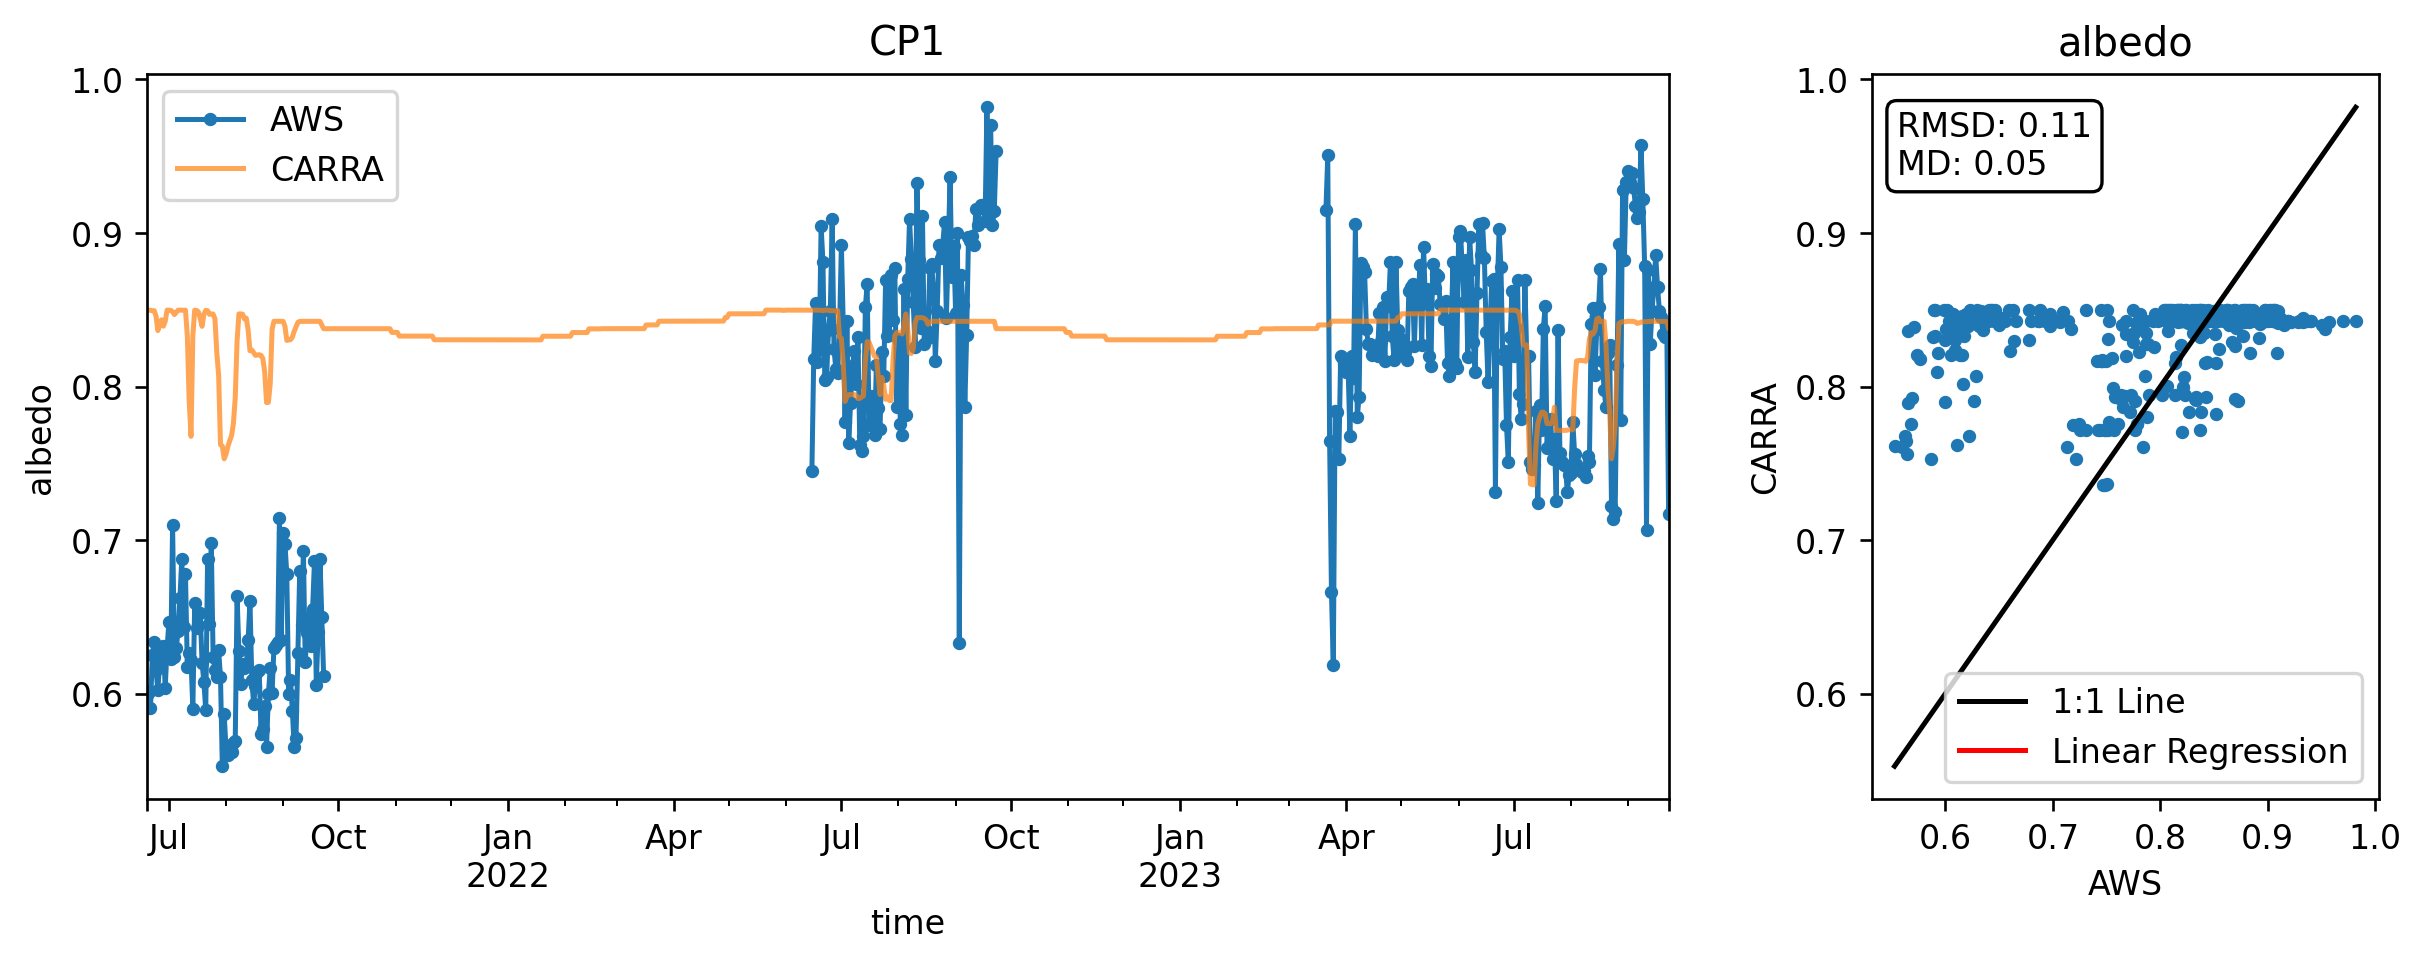 CP1
AWS
CARRA
1.0
0.9
0.8
0.7
0.6
albedo
Jul
Oct
Jan
2022
Apr
Jul
Oct
Jan
2023
Apr
Jul
time
albedo
RMSD: 0.11
MD: 0.05
1.0
0.9
0.8
0.7
0.6
CARRA
1:1 Line
Linear Regression
0.6
0.7
0.8
0.9
1.0
AWS